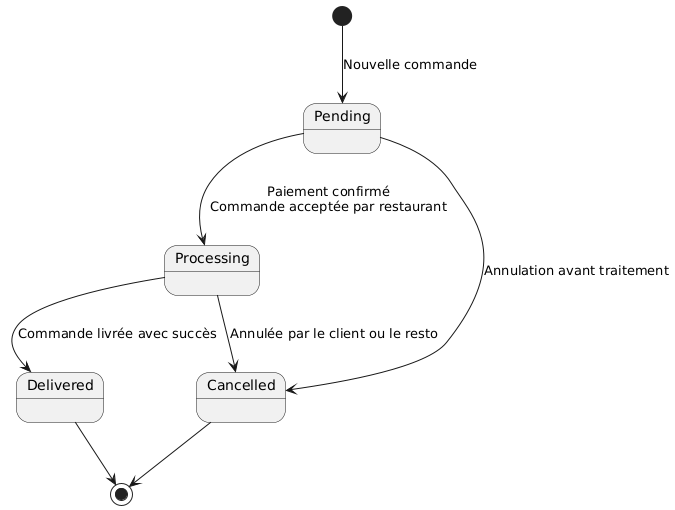 Nouvelle commande
Pending
Paiement confirmé
Commande acceptée par restaurant
Processing
Annulation avant traitement
Commande livrée avec succès
Annulée par le client ou le resto
Delivered
Cancelled